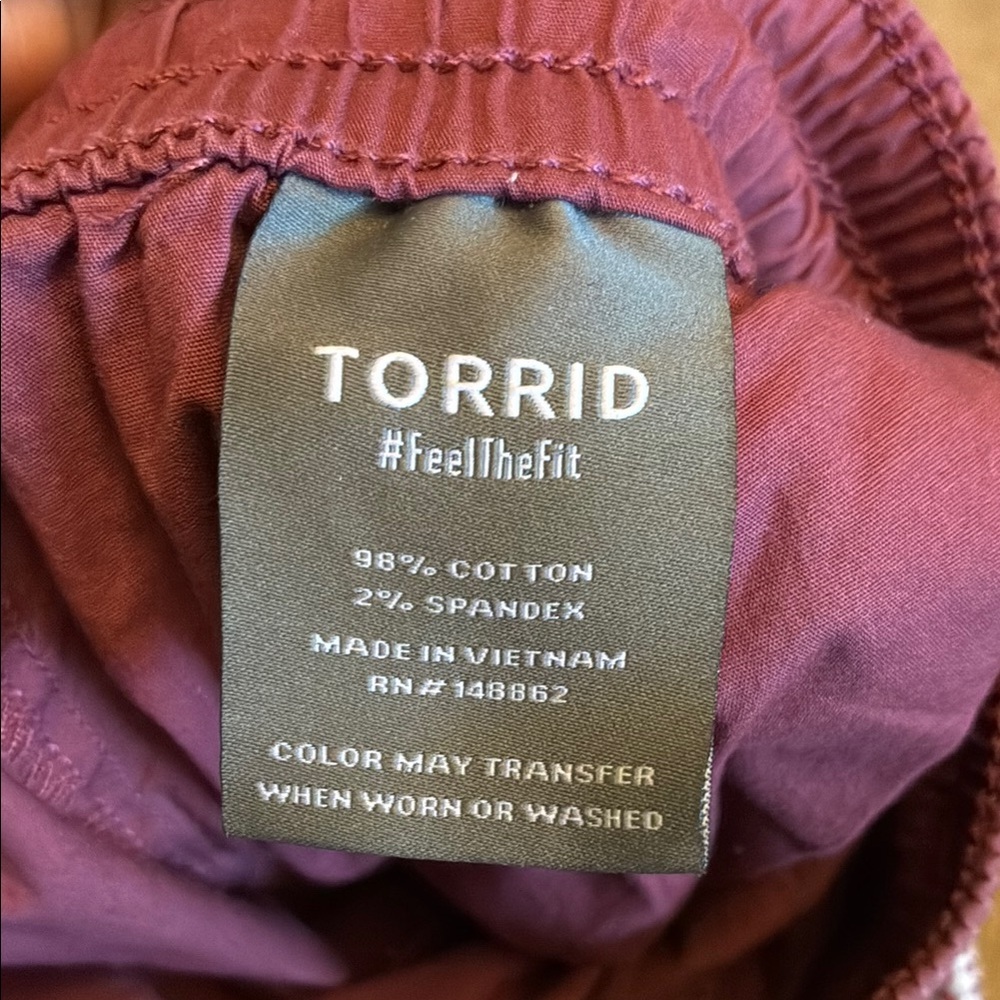 TORRID
#FeelTheFit
98% COTTON
2% SPANDEX
MADE IN VIETNAM
RN# 148862
COLOR MAY TRANSFER
WHEN WORN OR WASHED